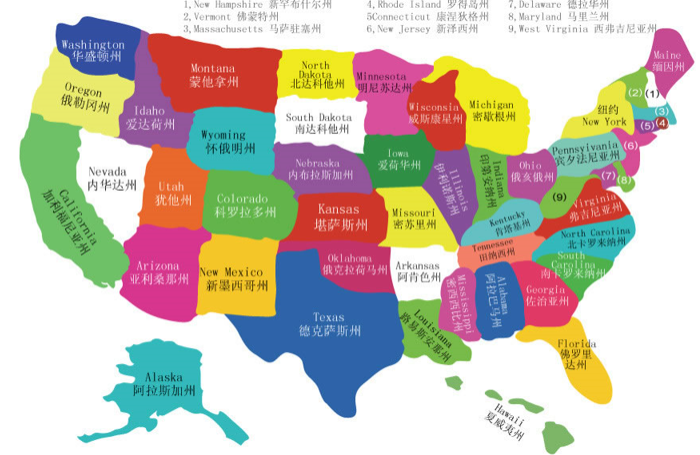 1,New Hampshire 新罕布什尔州
4,Rhode Island 罗得岛州
7,Delaware 德拉华州
2,Vermont 佛蒙特州
5Connecticut 康涅狄格州
8,Maryland 马里兰州
3,Massachusetts 马萨驻塞州
6,New Jersey 新泽西州
9,West Virginia 西弗吉尼亚州
Washington
华盛顿州
Oregon
俄勒冈州
Idaho
爱达荷州
Montana
蒙他拿州
North
Dakota
北达科他州
Minnesota
明尼苏达州
South Dakota
南达科他州
Wisconsin
威斯康星州
Michigan
密歇根州
Maine
缅因州
(2)
(1)
(3)
(5)
(4)
纽约
New York
Wyoming
怀俄明州
Nebraska
内布拉斯加州
Iowa
爱荷华州
Illinois
伊利诺斯州
Indiana
印第安纳州
Ohio
俄亥俄州
Pennsylvania
宾夕法尼亚州
(6)
(7)
(8)
(9)
Nevada
内华达州
Utah
犹他州
Colorado
科罗拉多州
Kansas
堪萨斯州
Missouri
密苏里州
Kentucky
肯塔基州
Virginia
弗吉尼亚州
California
加利福尼亚州
Arizona
亚利桑那州
New Mexico
新墨西哥州
Oklahoma
俄克拉荷马州
Arkansas
阿肯色州
Tennessee
田纳西州
North Carolina
北卡罗来纳州
South
Carolina
南卡罗来纳州
Texas
德克萨斯州
Louisiana
路易斯安那州
Mississippi
密西西比州
Alabama
阿拉巴马州
Georgia
佐治亚州
Florida
佛罗里
达州
Alaska
阿拉斯加州
Hawaii
夏威夷州